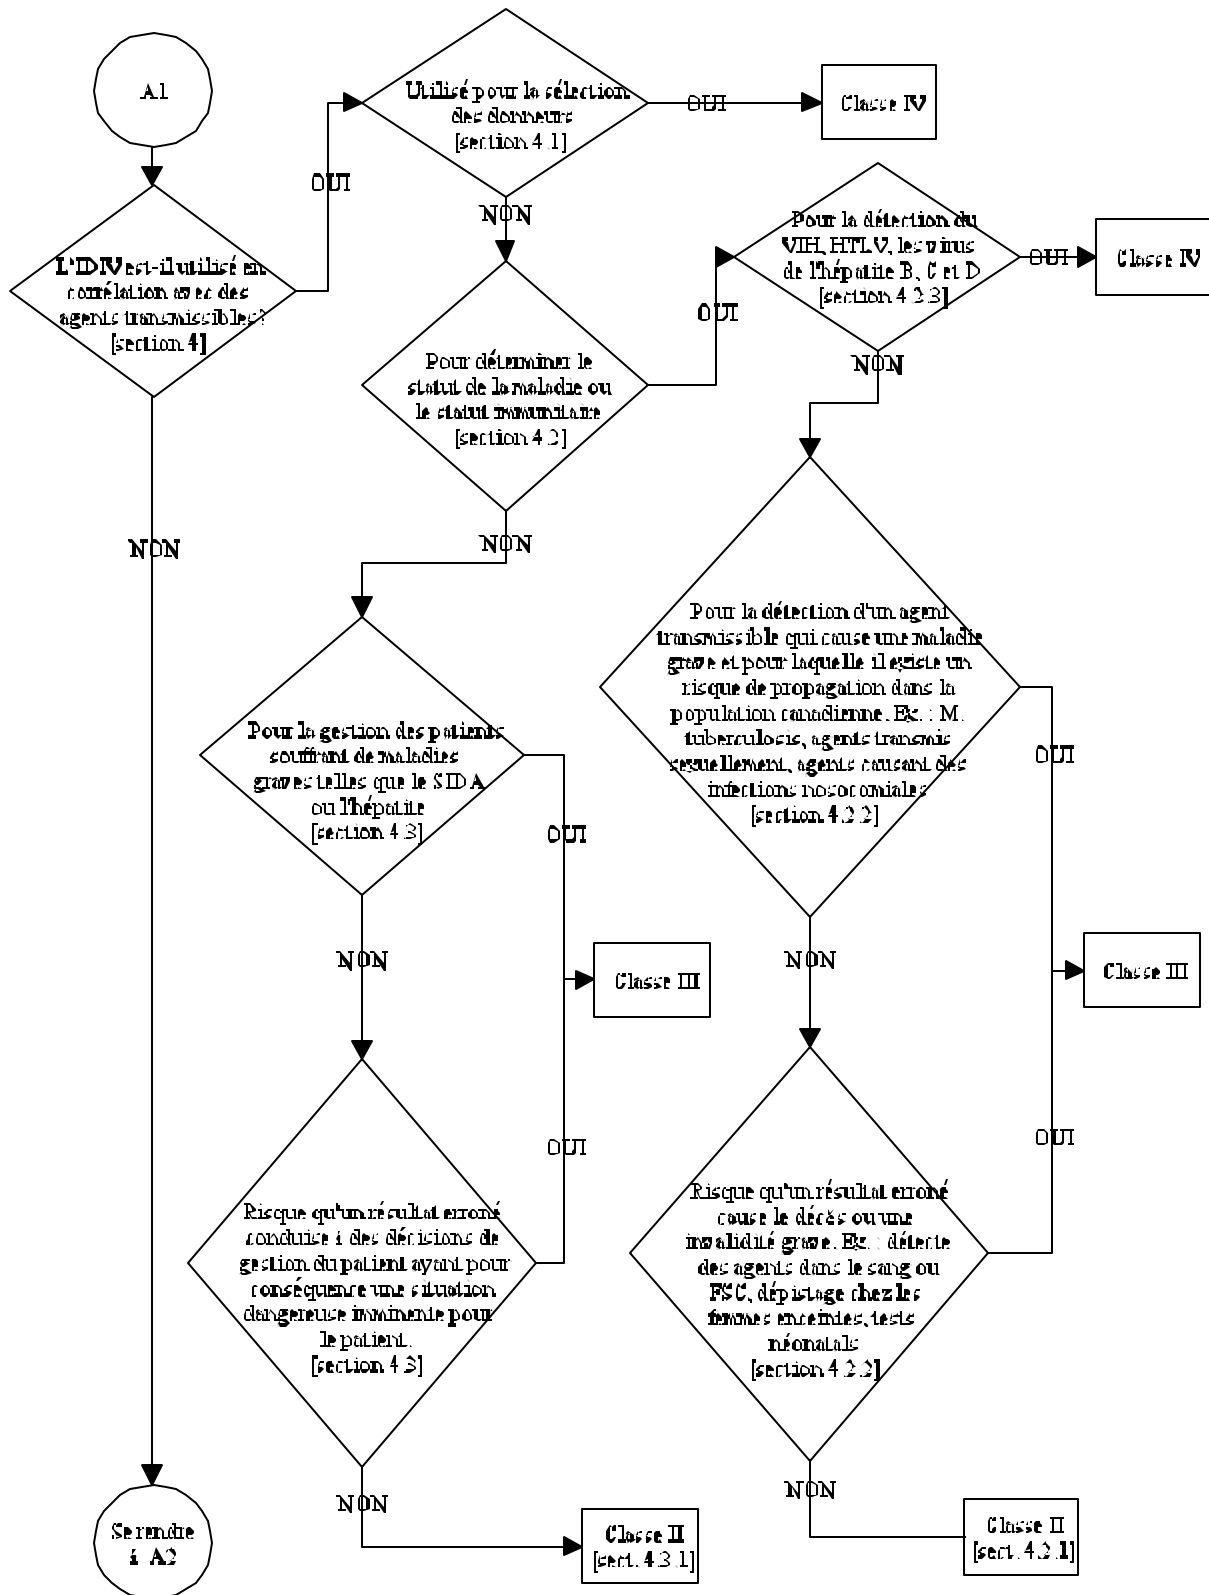 A1
Utilisé pour la sélection
des donneurs
[section 4.1]
OUI
Classe IV
OUI
NON
L'IDIV est-il utilisé en
corrélation avec des
agents transmissibles?
[section 4]
Pour la détection du
VIH, HTLV, les virus
de l'hépatite B, C et D
[section 4.2.3]
OUI
Classe IV
OUI
NON
Pour déterminer le
statut de la maladie ou
le statut immunitaire
[section 4.2]
NON
NON
Pour la détection d'un agent
transmissible qui cause une maladie
grave et pour laquelle il existe un
risque de propagation dans la
population canadienne. Ex. : M.
tuberculosis, agents transmis
sexuellement, agents causant des
infections nosocomiales
[section 4.2.2]
OUI
Pour la gestion des patients
souffrant de maladies
graves telles que le SIDA
ou l'hépatite
[section 4.3]
OUI
NON
NON
Classe III
Classe III
OUI
OUI
Risque qu'un résultat erroné
conduise à des décisions de
gestion du patient ayant pour
conséquence une situation
dangereuse imminente pour
le patient.
[section 4.3]
Risque qu'un résultat erroné
cause le décès ou une
invalidité grave. Ex. : détecte
des agents dans le sang ou
FSC, dépistage chez les
femmes enceintes, tests
néonatals
[section 4.2.2]
NON
NON
Se rendre
à A2
Classe II
[sect. 4.3.1]
Classe II
[sect. 4.2.1]